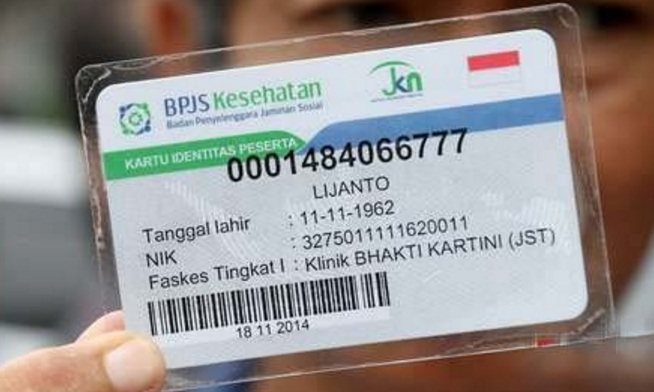 BPJS Kesehatan
Badan Penyelenggara Jaminan Sosial
jkn
KARTU IDENTITAS PESERTA
0001484066777
LIJANTO
Tanggal lahir : 11-11-1962
NIK : 3275011111620011
Faskes Tingkat I : Klinik BHAKTI KARTINI (JST)
18 11 2014